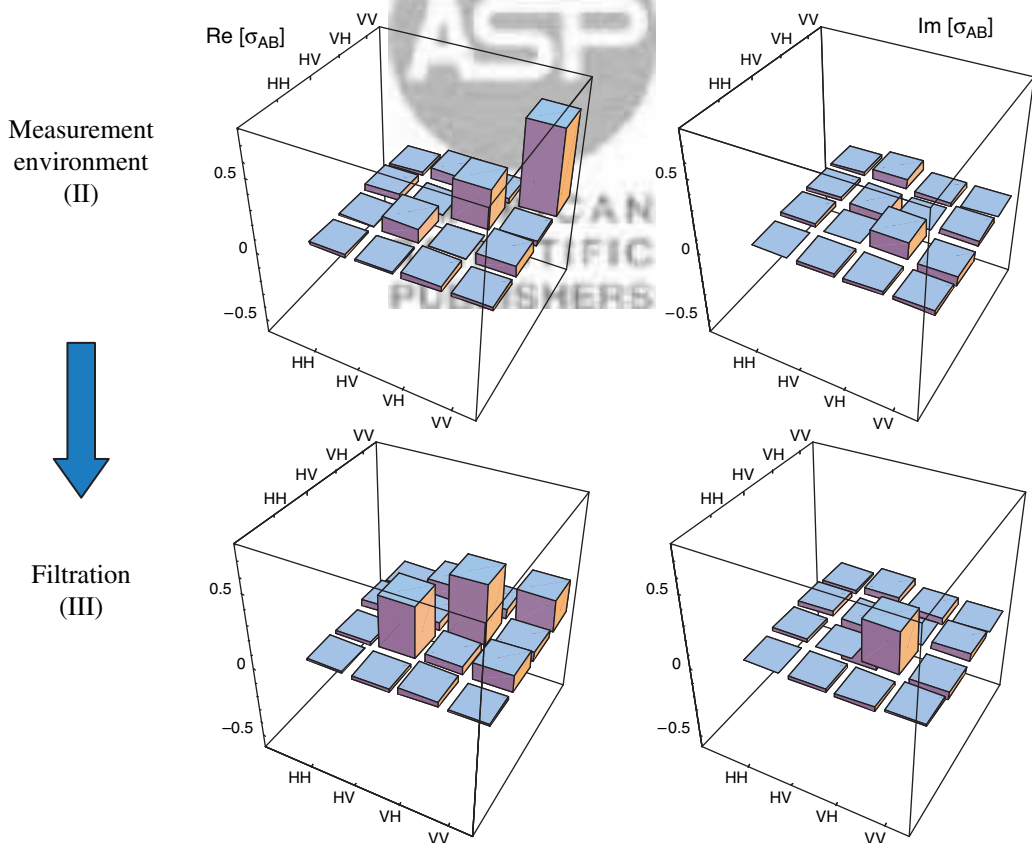 Re [σAB]
VV
VH
HV
HH
0.5
0
−0.5
HH
HV
VH
VV
Im [σAB]
VV
VH
HV
HH
0.5
0
−0.5
HH
HV
VH
VV
Measurement
environment
(II)
ASP
CAN
TIFIC
PUBLISHERS
VV
VH
HV
HH
0.5
0
−0.5
HH
HV
VH
VV
VV
VH
HV
HH
0.5
0
−0.5
HH
HV
VH
VV
Filtration
(III)